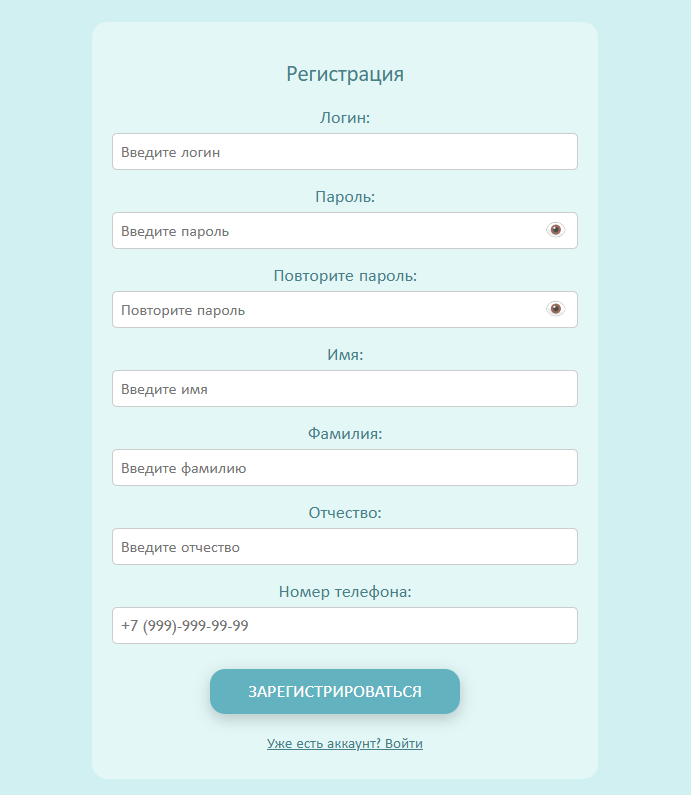 Регистрация
Логин:
Введите логин
Пароль:
Введите пароль
Повторите пароль:
Повторите пароль
Имя:
Введите имя
Фамилия:
Введите фамилию
Отчество:
Введите отчество
Номер телефона:
+7 (999)-999-99-99
ЗАРЕГИСТРИРОВАТЬСЯ
Уже есть аккаунт? Войти